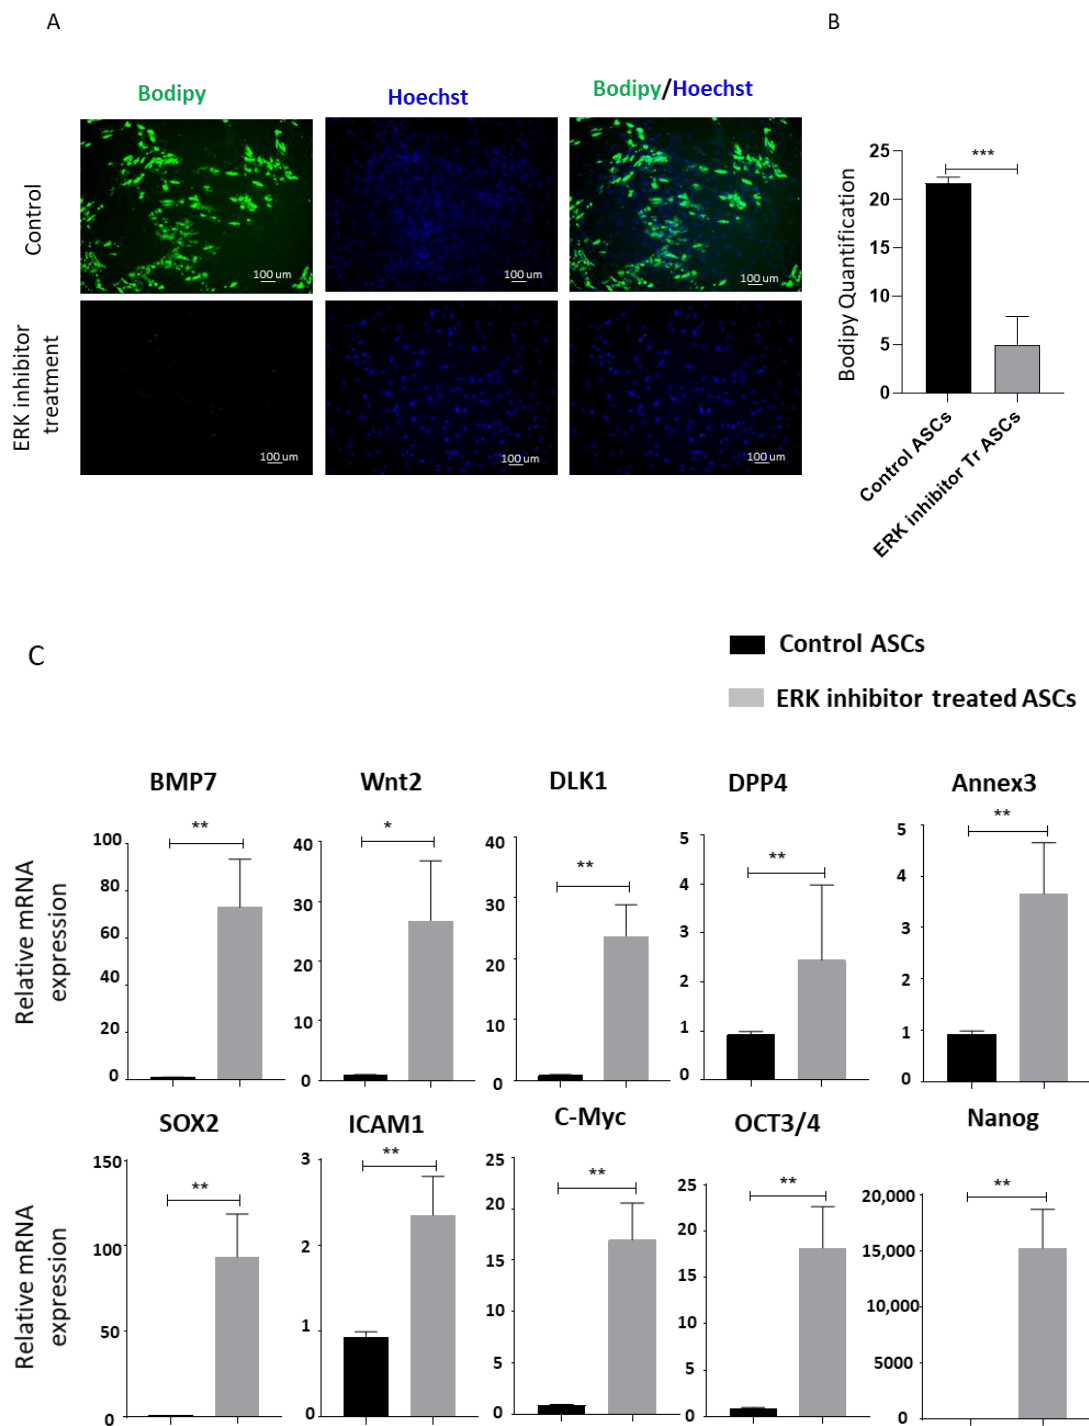 A
B
Bodipy
Hoechst
Bodipy/Hoechst
Control
100 um
100 um
100 um
ERK inhibitor
treatment
100 um
100 um
100 um
Bodipy Quantification
25
20
15
10
5
0
***
Control ASCs
ERK inhibitor Tr ASCs
C
Control ASCs
ERK inhibitor treated ASCs
Relative mRNA
expression
BMP7
**
100
80
60
40
20
0
Wnt2
*
40
30
20
10
0
DLK1
**
40
30
20
10
0
DPP4
**
5
4
3
2
1
0
Annex3
**
5
4
3
2
1
0
Relative mRNA
expression
SOX2
**
150
100
50
0
ICAM1
**
3
2
1
0
C-Myc
**
25
20
15
10
5
0
OCT3/4
**
25
20
15
10
5
0
Nanog
**
20,000
15,000
10,000
5000
0